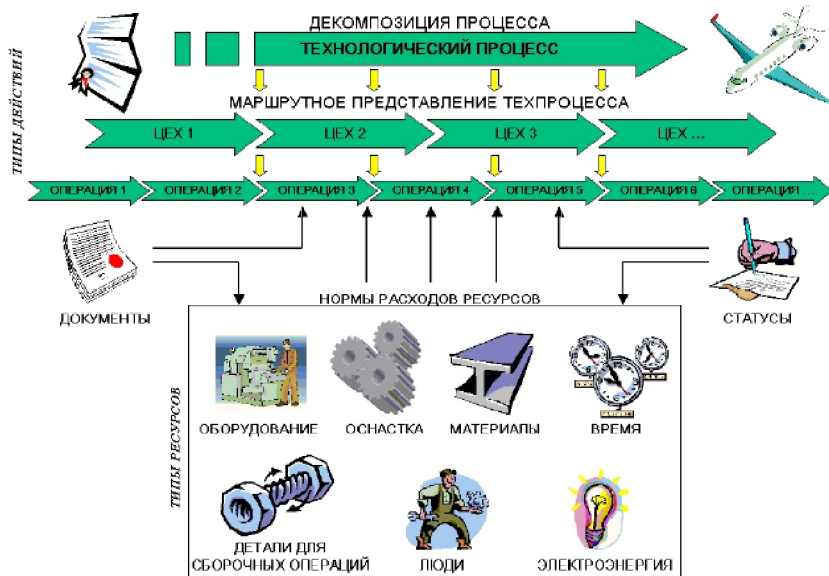 ДЕКОМПОЗИЦИЯ ПРОЦЕССА
ТЕХНОЛОГИЧЕСКИЙ ПРОЦЕСС
ТИПЫ ДЕЙСТВИЙ
МАРШРУТНОЕ ПРЕДСТАВЛЕНИЕ ТЕХПРОЦЕССА
ЦЕХ 1
ЦЕХ 2
ЦЕХ 3
ЦЕХ ...
ОПЕРАЦИЯ 1
ОПЕРАЦИЯ 2
ОПЕРАЦИЯ 3
ОПЕРАЦИЯ 4
ОПЕРАЦИЯ 5
ОПЕРАЦИЯ 6
ОПЕРАЦИЯ ...
ДОКУМЕНТЫ
НОРМЫ РАСХОДОВ РЕСУРСОВ
СТАТУСЫ
ТИПЫ РЕСУРСОВ
ОБОРУДОВАНИЕ
ОСНАСТКА
МАТЕРИАЛЫ
ВРЕМЯ
ДЕТАЛИ ДЛЯ
СБОРОЧНЫХ ОПЕРАЦИЙ
ЛЮДИ
ЭЛЕКТРОЭНЕРГИЯ